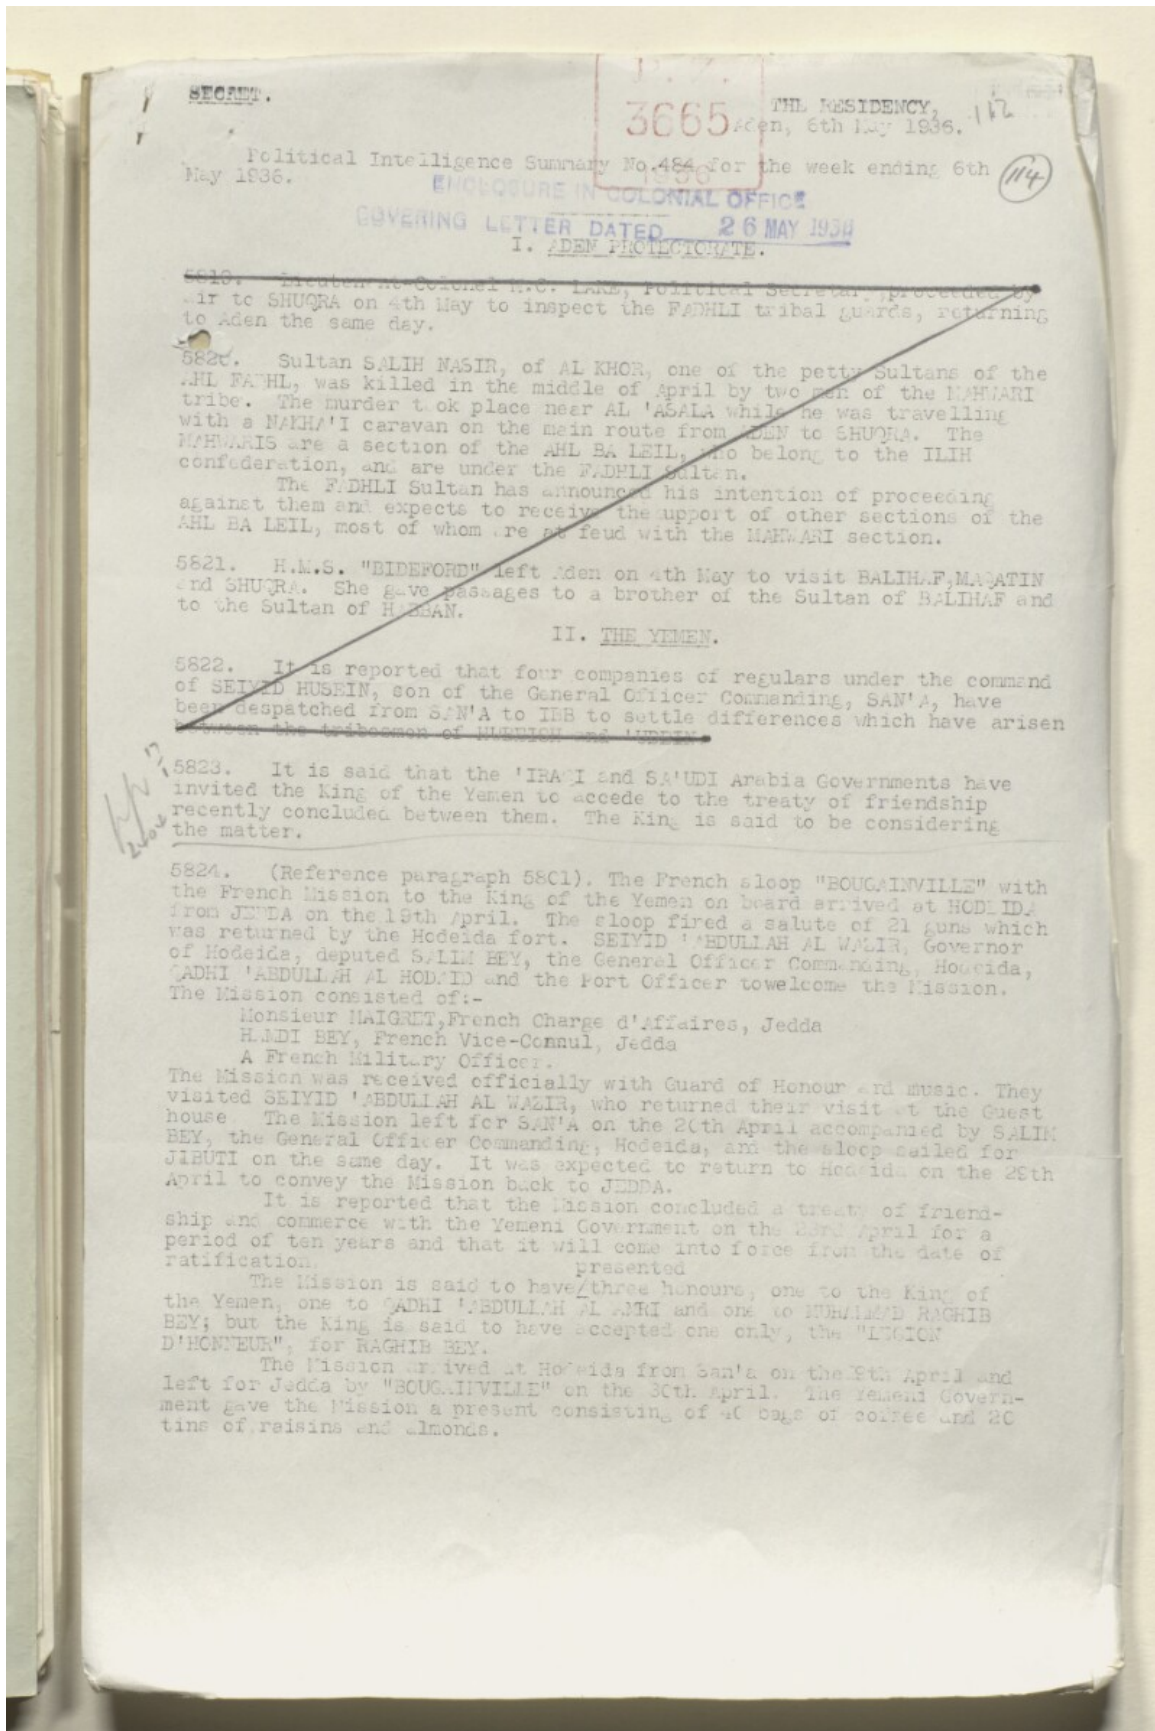 SECRET.
P. Z.
3665
1936
THE RESIDENCY,
Aden, 6th May 1936.
112
114
Political Intelligence Summary No.484 for the week ending 6th
May 1936.
ENCLOSURE IN COLONIAL OFFICE
COVERING LETTER DATED 26 MAY 1936
I. ADEN PROTECTORATE.
5819. Lieutenant-Colonel M.C. LAKE, Political Secretary, proceeded by
air to SHUQRA on 4th May to inspect the FADHLI tribal guards, returning
to Aden the same day.
5820. Sultan SALIH NASIR, of AL KHOR, one of the petty Sultans of the
AHL FADHL, was killed in the middle of April by two men of the MAHWARI
tribe. The murder took place near AL 'ASALA while he was travelling
with a NAKHA'I caravan on the main route from ADEN to SHUQRA. The
MAHWARIS are a section of the AHL BA LEIL, who belong to the ILIH
confederation, and are under the FADHLI Sultan.
The FADHLI Sultan has announced his intention of proceeding
against them and expects to receive the support of other sections of the
AHL BA LEIL, most of whom are at feud with the MAHWARI section.
5821. H.M.S. "BIDEFORD" left Aden on 4th May to visit BALIHAF,MAQATIN
and SHUQRA. She gave passages to a brother of the Sultan of BALIHAF and
to the Sultan of HABBAN.
II. THE YEMEN.
5822. It is reported that four companies of regulars under the command
of SEIYID HUSEIN, son of the General Officer Commanding, SAN'A, have
been despatched from SAN'A to IBB to settle differences which have arisen
between the tribesmen of HUBEISH and 'UDEIN.
5823. It is said that the 'IRAQI and SA'UDI Arabia Governments have
invited the King of the Yemen to accede to the treaty of friendship
recently concluded between them. The King is said to be considering
the matter.
5824. (Reference paragraph 5801). The French sloop "BOUGAINVILLE" with
the French Mission to the King of the Yemen on board arrived at HODEIDA
from JEDDA on the 19th April. The sloop fired a salute of 21 guns which
was returned by the Hodeida fort. SEIYID 'ABDULLAH AL WAZIR, Governor
of Hodeida, deputed SALIM BEY, the General Officer Commanding, Hodeida,
QADHI 'ABDULLAH AL HODAID and the Port Officer towelcome the Mission.
The Mission consisted of:-
Monsieur MAIGRET,French Charge d'Affaires, Jedda
HAMDI BEY, French Vice-Connul, Jedda
A French Military Officer.
The Mission was received officially with Guard of Honour and music. They
visited SEIYID 'ABDULLAH AL WAZIR, who returned their visit at the Guest
house. The Mission left for SAN'A on the 20th April accompanied by SALIM
BEY, the General Officer Commanding, Hodeida, and the sloop sailed for
JIBUTI on the same day. It was expected to return to Hodeida on the 29th
April to convey the Mission back to JEDDA.
It is reported that the Mission concluded a treaty of friend-
ship and commerce with the Yemeni Government on the 23rd April for a
period of ten years and that it will come into force from the date of
ratification.
presented
The Mission is said to have/three honours, one to the King of
the Yemen, one to QADHI 'ABDULLAH AL AMRI and one to MUHAMMAD RAGHIB
BEY; but the King is said to have accepted one only, the "LEGION
D'HONNEUR", for RAGHIB BEY.
The Mission arrived at Hodeida from San'a on the 29th April and
left for Jedda by "BOUGAINVILLE" on the 30th April. The Yemeni Govern-
ment gave the Mission a present consisting of 40 bags of coffee and 20
tins of raisins and almonds.